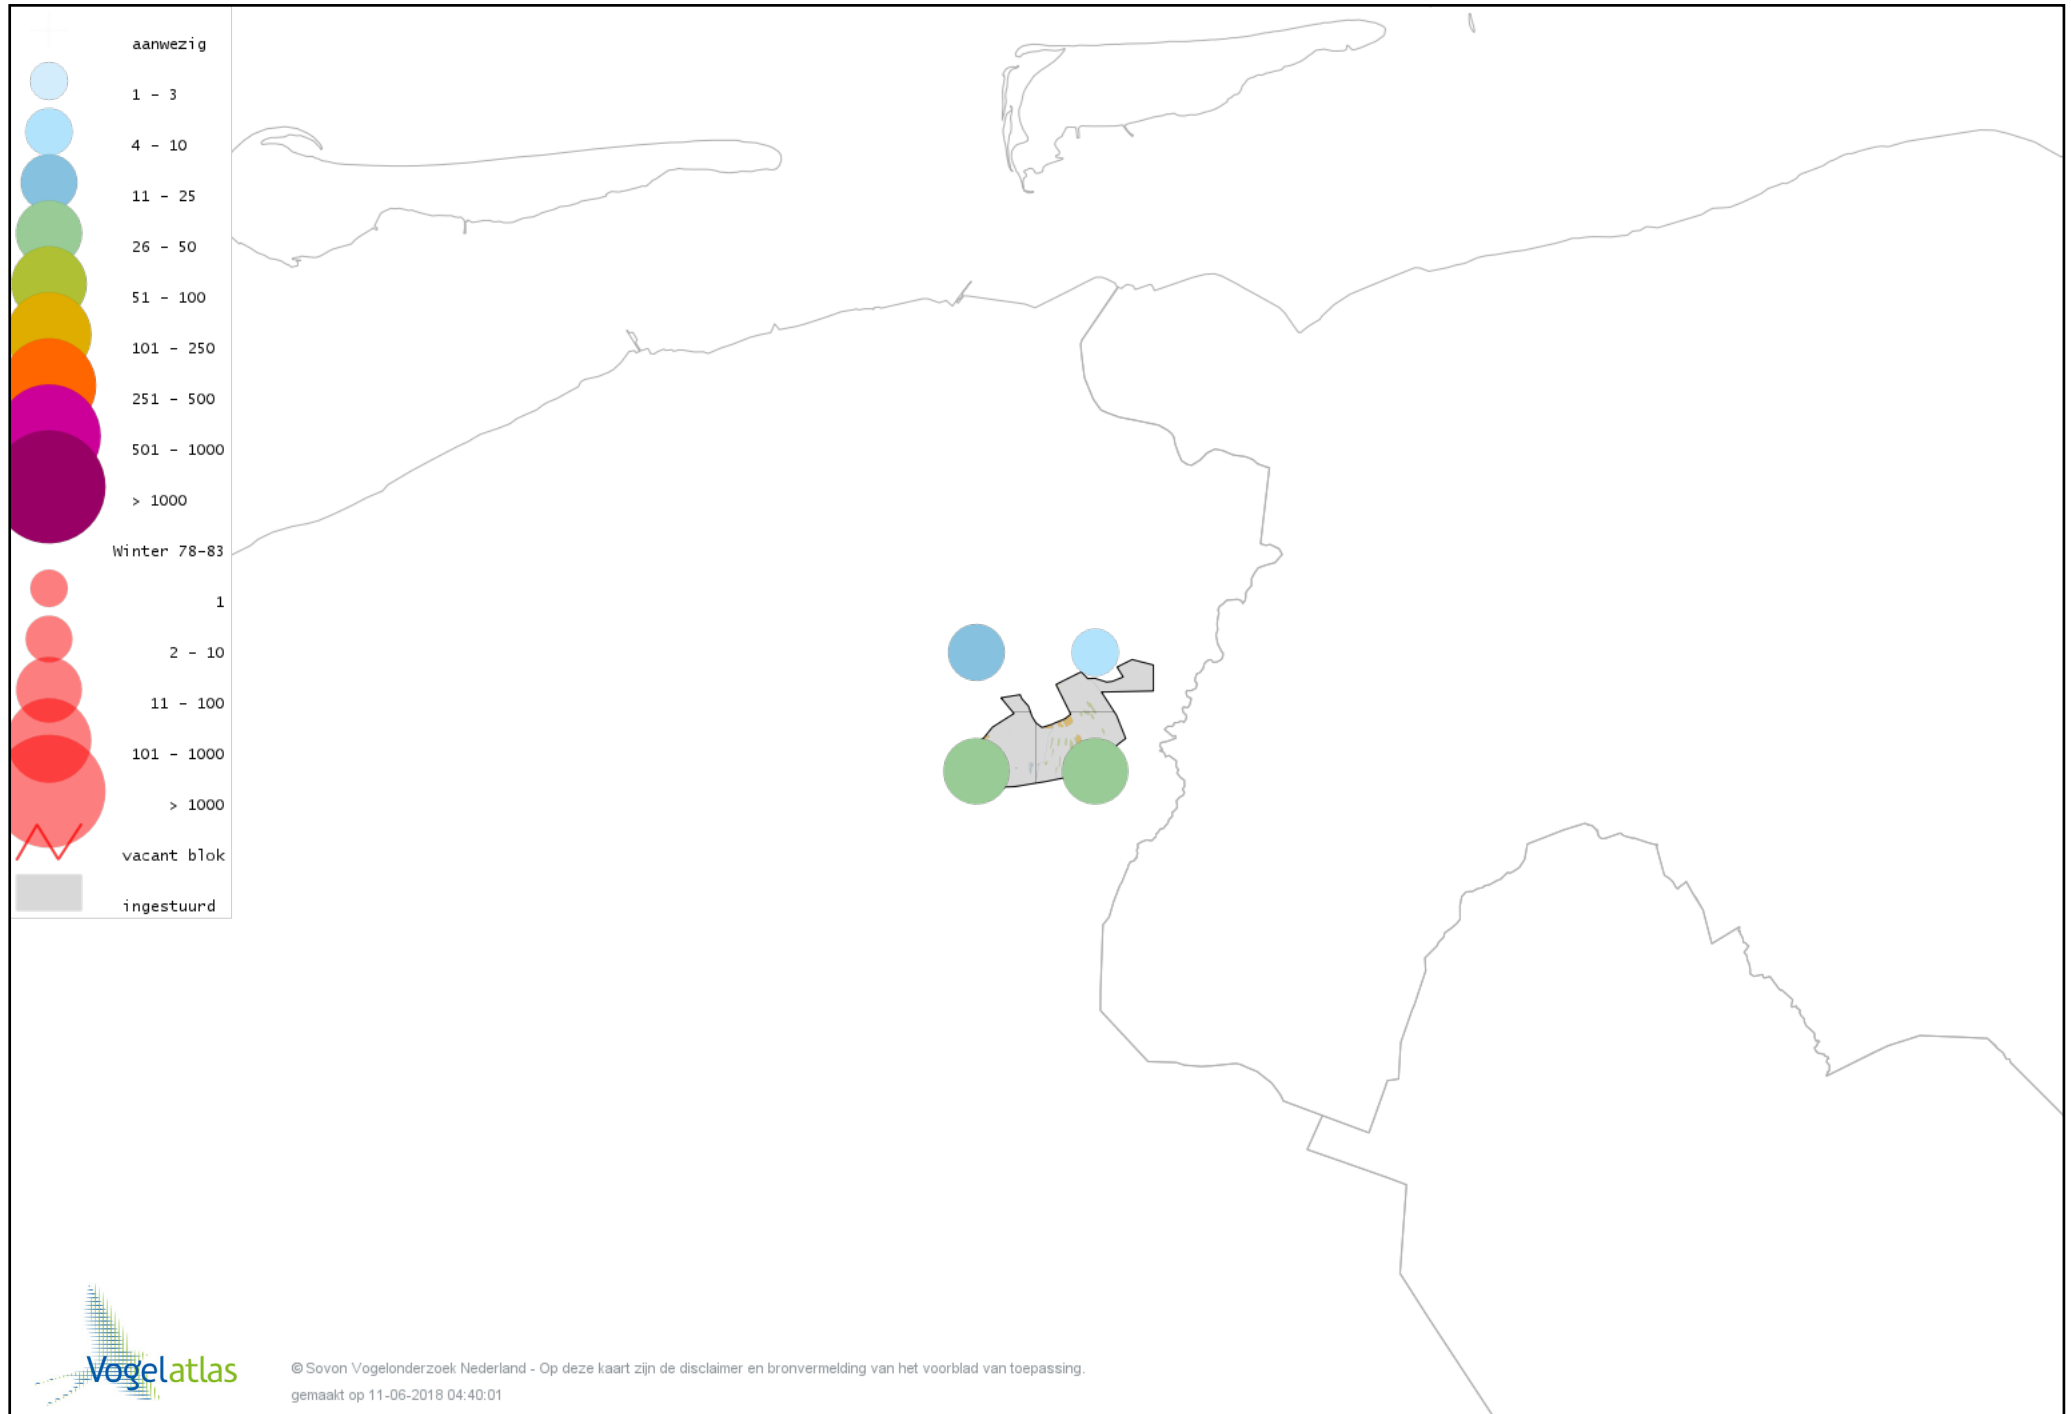 aanwezig
1 - 3
4 - 10
11 - 25
26 - 50
51 - 100
101 - 250
251 - 500
501 - 1000
> 1000
Winter 78-83
1
2 - 10
11 - 100
101 - 1000
> 1000
vacant blok
ingestuurd
Vogelatlas
© Sovon Vogelonderzoek Nederland - Op deze kaart zijn de disclaimer en bronvermelding van het voorblad van toepassing.
gemaakt op 11-06-2018 04:40:01